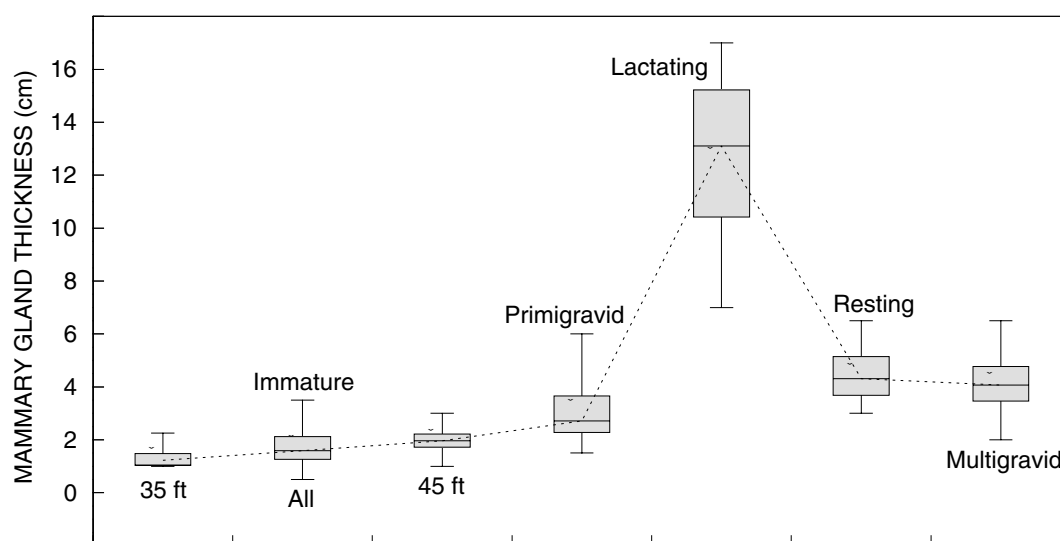 MAMMARY GLAND THICKNESS (cm)
16
14
12
10
8
6
4
2
0
Lactating
Primigravid
Resting
Immature
35 ft
All
45 ft
Multigravid